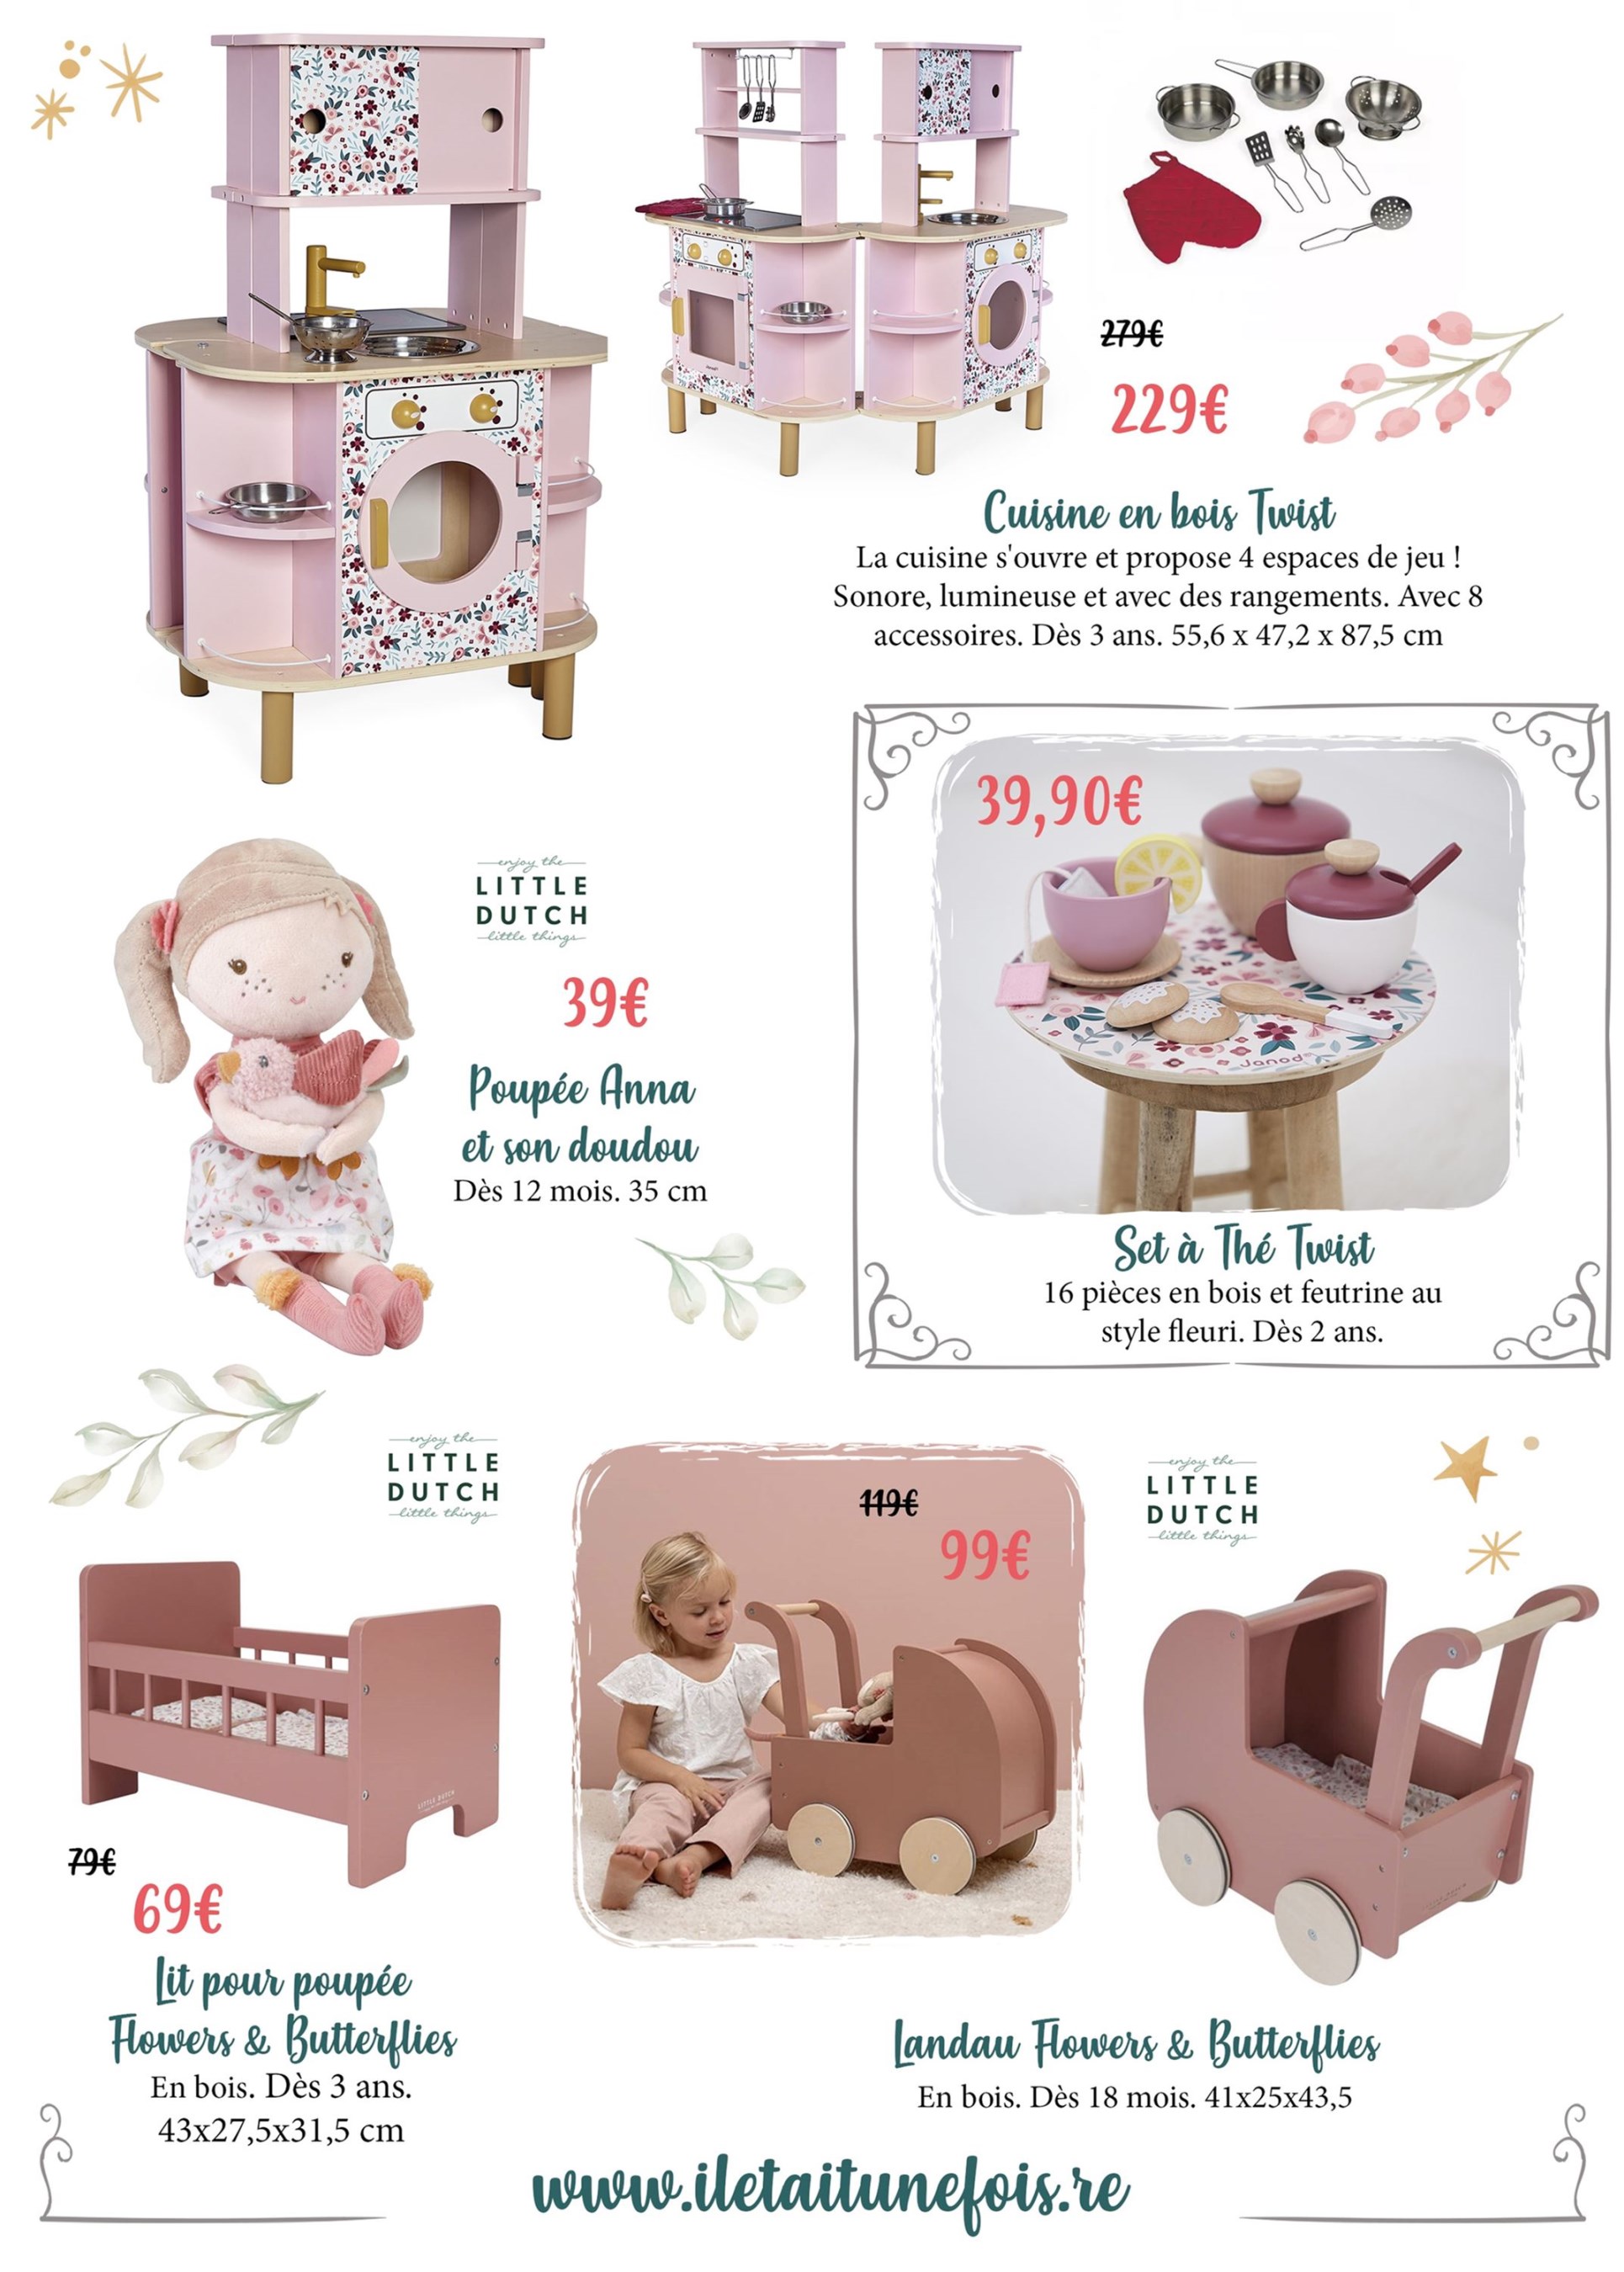 279€
229€
Cuisine en bois Twist
La cuisine s'ouvre et propose 4 espaces de jeu !
Sonore, lumineuse et avec des rangements. Avec 8
accessoires. Dès 3 ans. 55,6 x 47,2 x 87,5 cm
enjoy the
LITTLE
DUTCH
little things
39€
Poupée Anna
et son doudou
Dès 12 mois. 35 cm
39,90€
Janod
Set à Thé Twist
16 pièces en bois et feutrine au
style fleuri. Dès 2 ans.
enjoy the
LITTLE
DUTCH
little things
LITTLE DUTCH
79€
69€
Lit pour poupée
Flowers & Butterflies
En bois. Dès 3 ans.
43x27,5x31,5 cm
119€
99€
enjoy the
LITTLE
DUTCH
little things
Landau Flowers & Butterflies
En bois. Dès 18 mois. 41x25x43,5
www.iletaitunefois.re